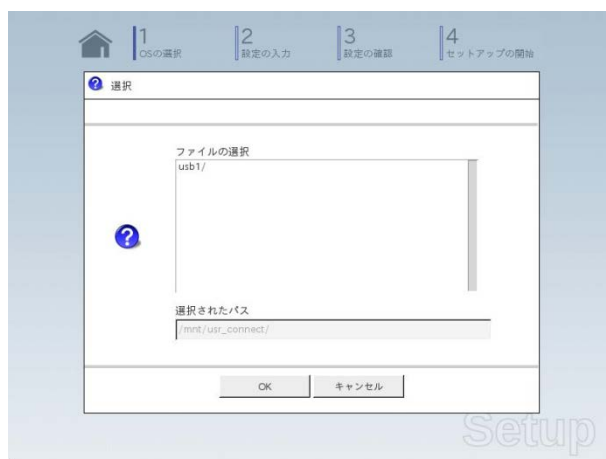 1
OSの選択
2
設定の入力
3
設定の確認
4
セットアップの開始
? 選択
ファイルの選択
usb1/
?
選択されたパス
/mnt/usr_connect/
OK
キャンセル
Setup